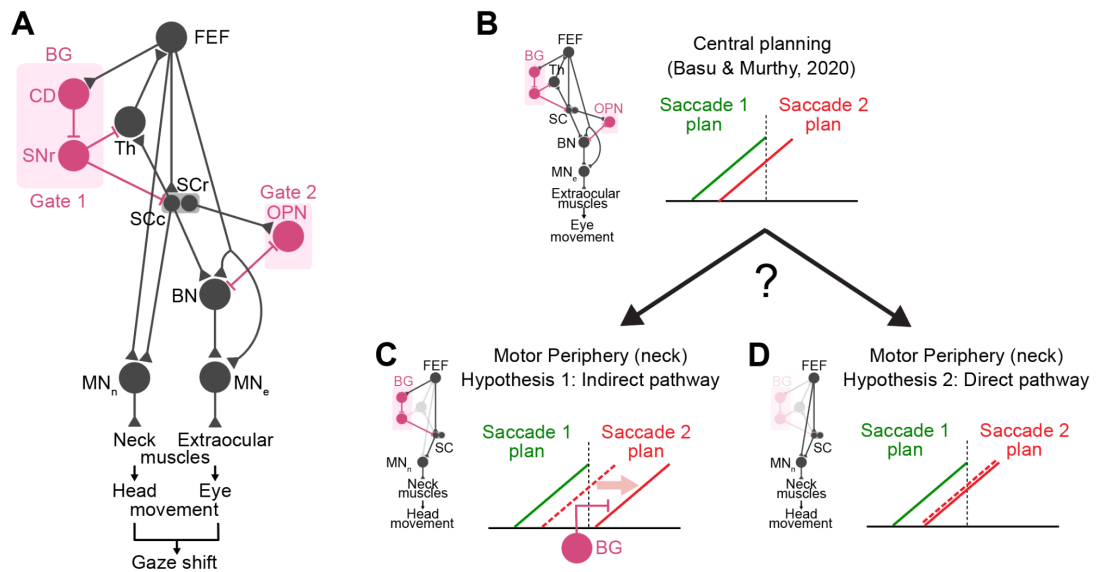 A
FEF
BG
CD
Th
SNr
Gate 1
SCr
SCc
Gate 2
OPN
BN
MNn
MNe
Neck Extraocular
muscles
Head Eye
movement
Gaze shift
B
FEF
BG
Th
OPN
SC
BN
MNe
Extraocular
muscles
Eye
movement
Central planning
(Basu & Murthy, 2020)
Saccade 1
plan
Saccade 2
plan
?
C
Motor Periphery (neck)
Hypothesis 1: Indirect pathway
FEF
BG
SC
MNn
Neck
muscles
Head
movement
Saccade 1
plan
Saccade 2
plan
BG
D
Motor Periphery (neck)
Hypothesis 2: Direct pathway
FEF
BG
SC
MNn
Neck
muscles
Head
movement
Saccade 1
plan
Saccade 2
plan